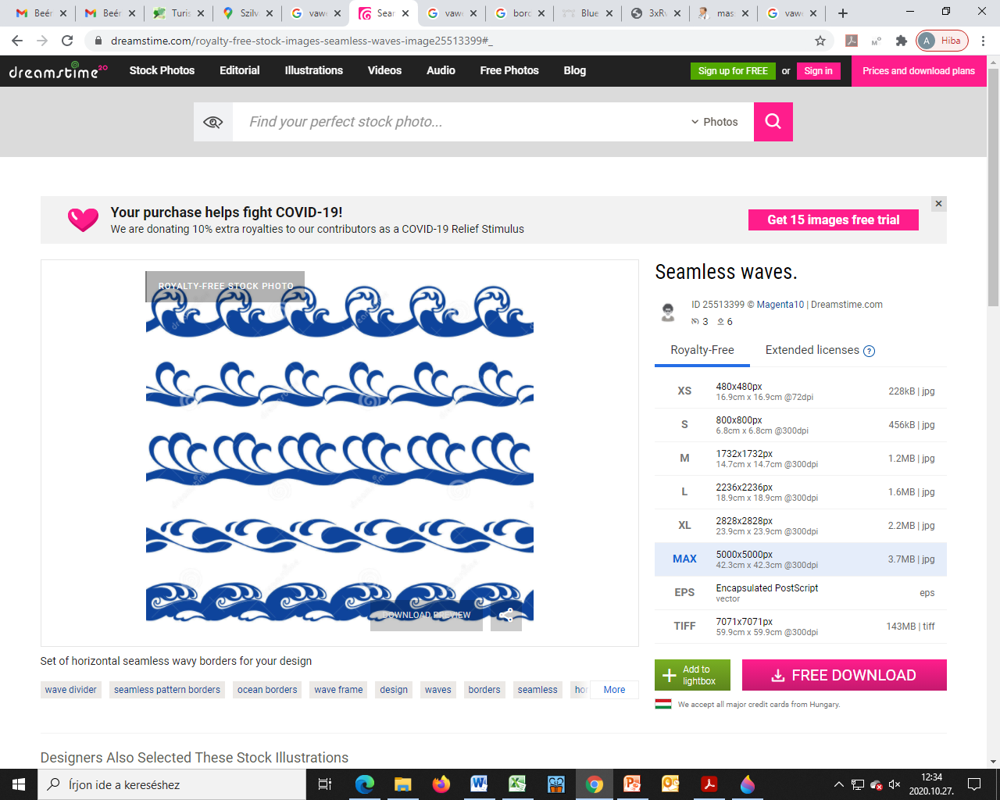 Beér
Beér
Turis
Szilv
vaw
Sear
vaw
bord
Blue
3xRv
mas
vaw
dreamstime.com/royalty-free-stock-images-seamless-waves-image25513399#_
A Hiba
dreamstime 20 Stock Photos Editorial Illustrations Videos Audio Free Photos Blog Sign up for FREE or Sign in Prices and download plans
Find your perfect stock photo... Photos
Your purchase helps fight COVID-19!
We are donating 10% extra royalties to our contributors as a COVID-19 Relief Stimulus
Get 15 images free trial
ROYALTY-FREE STOCK PHOTO
DOWNLOAD PREVIEW
Set of horizontal seamless wavy borders for your design
wave divider seamless pattern borders ocean borders wave frame design waves borders seamless hor More
Seamless waves.
ID 25513399 © Magenta10 | Dreamstime.com
3 6
Royalty-Free Extended licenses ?
XS 480x480px 228kB | jpg
16.9cm x 16.9cm @72dpi
S 800x800px 456kB | jpg
6.8cm x 6.8cm @300dpi
M 1732x1732px 1.2MB | jpg
14.7cm x 14.7cm @300dpi
L 2236x2236px 1.6MB | jpg
18.9cm x 18.9cm @300dpi
XL 2828x2828px 2.2MB | jpg
23.9cm x 23.9cm @300dpi
MAX 5000x5000px 3.7MB | jpg
42.3cm x 42.3cm @300dpi
EPS Encapsulated PostScript eps
vector
TIFF 7071x7071px 143MB | tiff
59.9cm x 59.9cm @300dpi
Add to
lightbox
FREE DOWNLOAD
We accept all major credit cards from Hungary.
Designers Also Selected These Stock Illustrations
Írjon ide a kereséshez
12:34
2020.10.27.